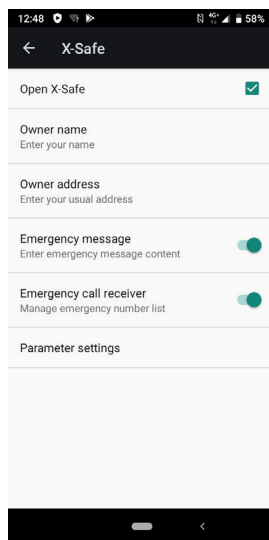 12:48 4G+ 58%
X-Safe
Open X-Safe
Owner name
Enter your name
Owner address
Enter your usual address
Emergency message
Enter emergency message content
Emergency call receiver
Manage emergency number list
Parameter settings